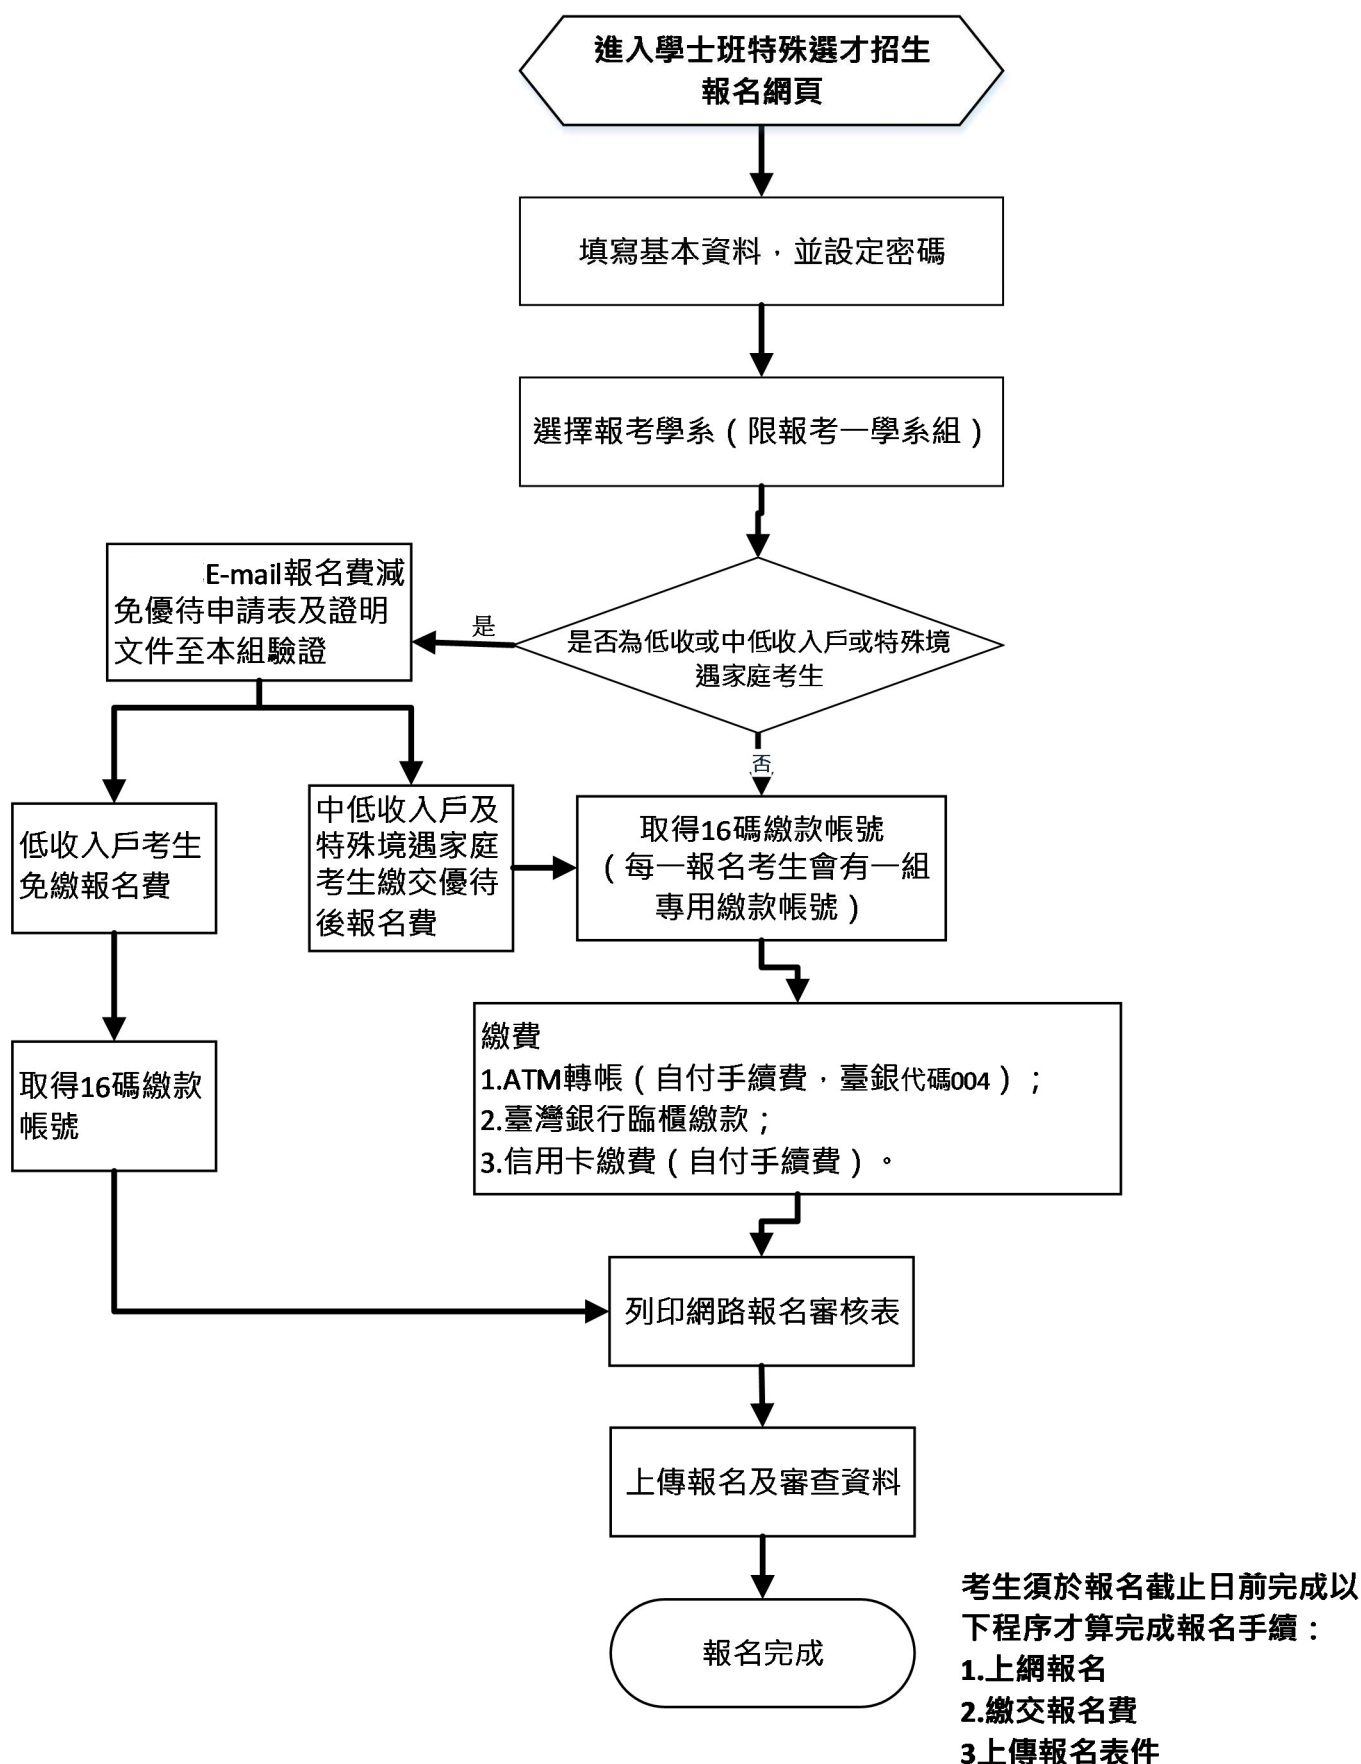 進入學士班特殊選才招生
報名網頁
填寫基本資料，並設定密碼
選擇報考學系（限報考一學系組）
是否為低收或中低收入戶或特殊境
遇家庭考生
是
E-mail報名費減
免優待申請表及證明
文件至本組驗證
否
低收入戶考生
免繳報名費
中低收入戶及
特殊境遇家庭
考生繳交優待
後報名費
取得16碼繳款帳號
（每一報名考生會有一組
專用繳款帳號）
取得16碼繳款
帳號
繳費
1.ATM轉帳（自付手續費，臺銀代碼004）；
2.臺灣銀行臨櫃繳款；
3.信用卡繳費（自付手續費）。
列印網路報名審核表
上傳報名及審查資料
報名完成
考生須於報名截止日前完成以
下程序才算完成報名手續：
1.上網報名
2.繳交報名費
3上傳報名表件